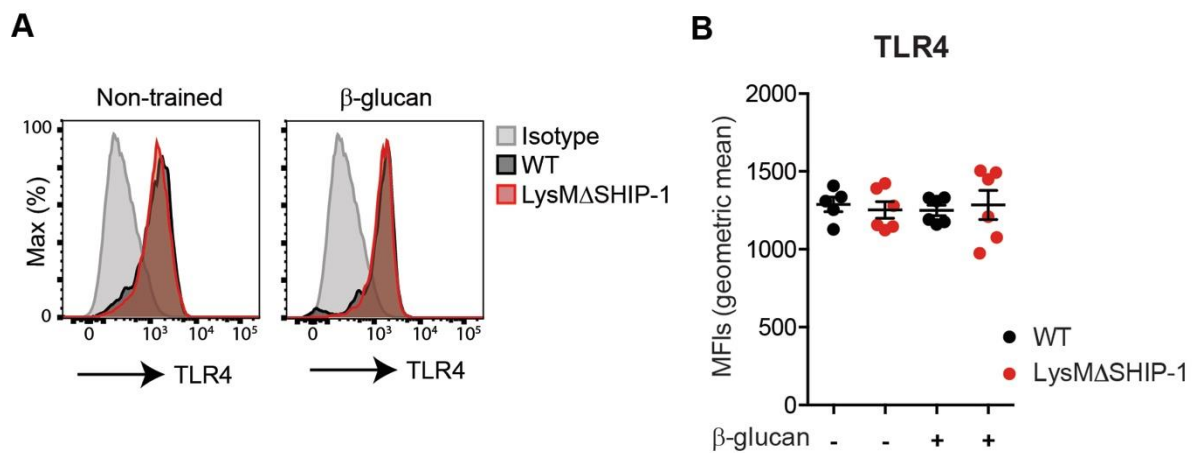 A
Non-trained
β-glucan
Isotype
WT
LysMΔSHIP-1
Max (%)
100
0
0 10³ 10⁴ 10⁵
0 10³ 10⁴ 10⁵
TLR4
TLR4
B
TLR4
MFIs (geometric mean)
2000
1500
1000
500
0
WT
LysMΔSHIP-1
β-glucan - - + +